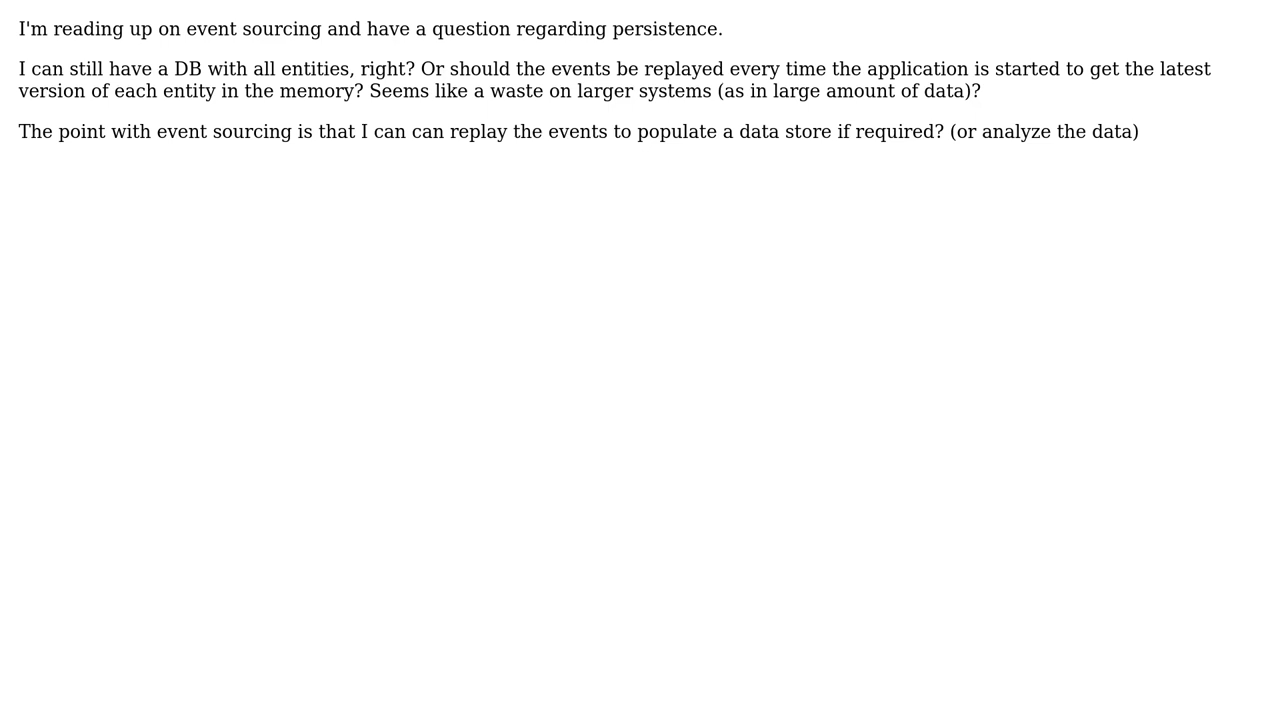 I'm reading up on event sourcing and have a question regarding persistence.
I can still have a DB with all entities, right? Or should the events be replayed every time the application is started to get the latest
version of each entity in the memory? Seems like a waste on larger systems (as in large amount of data)?
The point with event sourcing is that I can can replay the events to populate a data store if required? (or analyze the data)